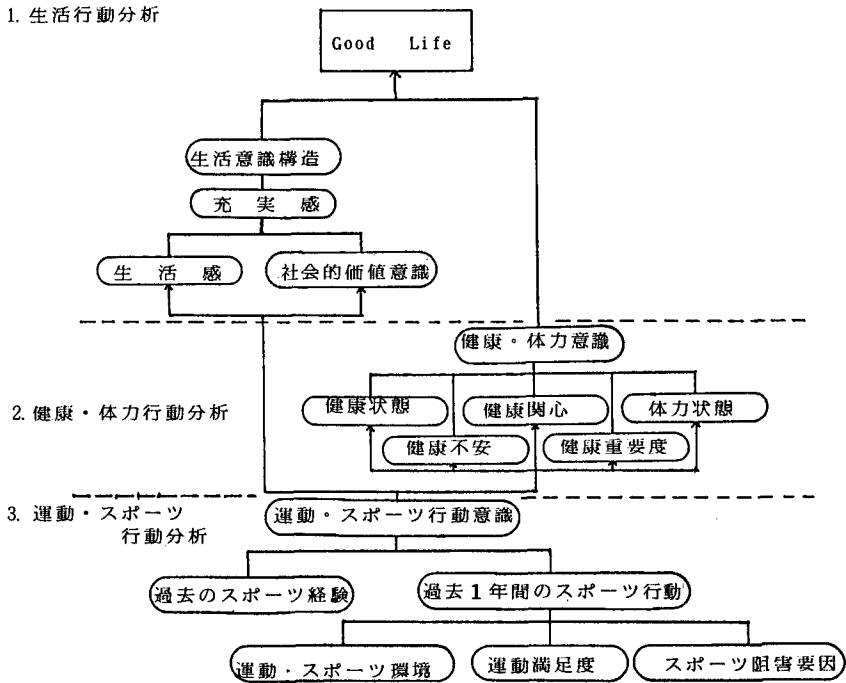 1. 生活行動分析
Good Life
生活意識構造
充実感
生活感
社会的価値意識
健康・体力意識
2. 健康・体力行動分析
健康状態
健康関心
体力状態
健康不安
健康重要度
3. 運動・スポーツ
行動分析
運動・スポーツ行動意識
過去のスポーツ経験
過去1年間のスポーツ行動
運動・スポーツ環境
運動満足度
スポーツ阻害要因